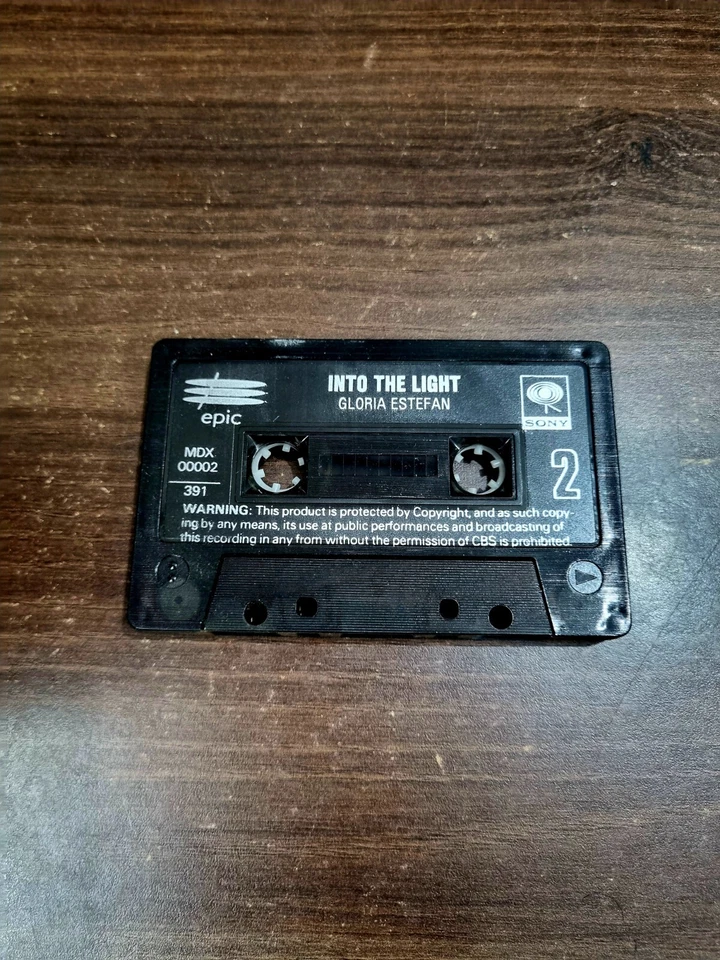 INTO THE LIGHT
GLORIA ESTEFAN
epic
SONY
MDX
00002
391
2
WARNING: This product is protected by Copyright, and as such copy-
ing by any means, its use at public performances and broadcasting of
this recording in any from without the permission of CBS is prohibited.